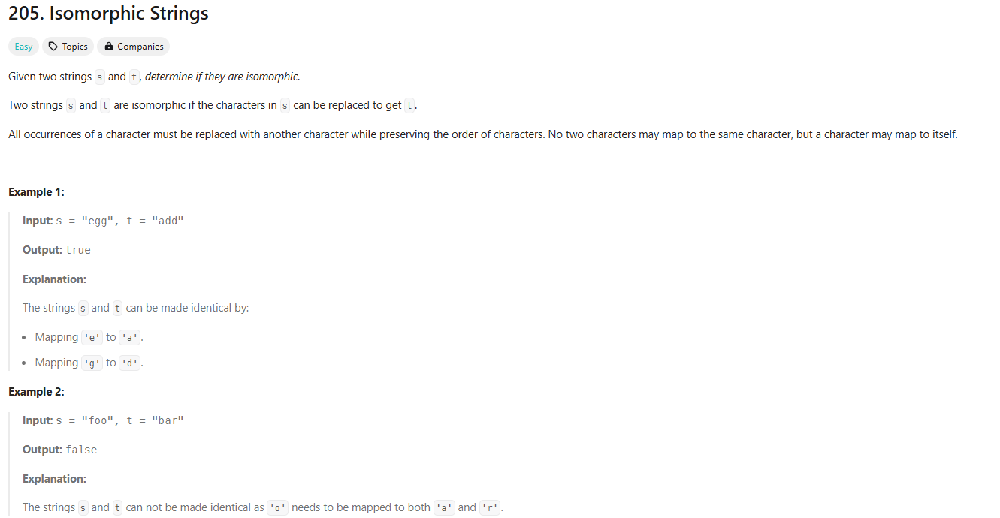 205. Isomorphic Strings
Easy Topics Companies
Given two strings s and t, determine if they are isomorphic.
Two strings s and t are isomorphic if the characters in s can be replaced to get t.
All occurrences of a character must be replaced with another character while preserving the order of characters. No two characters may map to the same character, but a character may map to itself.
Example 1:
Input: s = "egg", t = "add"
Output: true
Explanation:
The strings s and t can be made identical by:
• Mapping 'e' to 'a'.
• Mapping 'g' to 'd'.
Example 2:
Input: s = "foo", t = "bar"
Output: false
Explanation:
The strings s and t can not be made identical as 'o' needs to be mapped to both 'a' and 'r'.